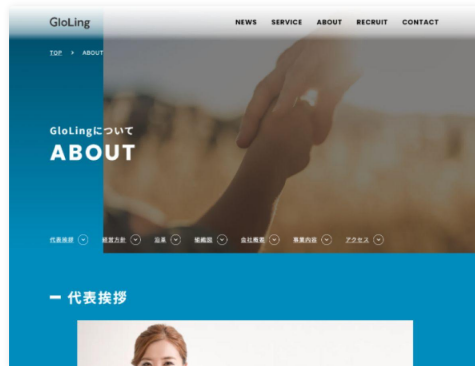 GloLing
NEWS SERVICE ABOUT RECRUIT CONTACT
TOP > ABOUT
GloLingについて
ABOUT
代表挨拶 経営方針 沿革 組織図 会社概要 事業内容 アクセス
代表挨拶